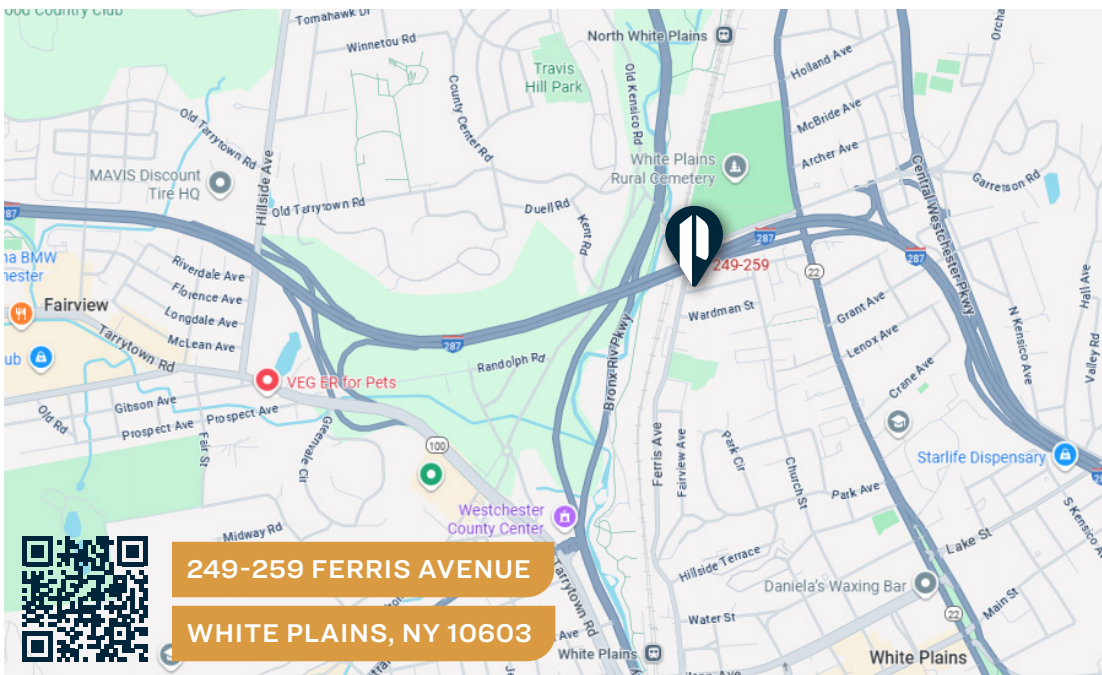 ood Country Club
Tomahawk Dr
Winnetou Rd
North White Plains
Orcha
Travis
Hill Park
Holland Ave
Old Kensico Rd
County Center Rd
McBride Ave
Old Tarrytown Rd
Archer Ave
White Plains
Rural Cemetery
MAVIS Discount
Tire HQ
Hillside Ave
Central Westchester Pkwy
Garretson Rd
Old Tarrytown Rd
Duell Rd
Kent Rd
287
287
287
249-259
na BMW
hester
Riverdale Ave
22
Hall Ave
Fairview
Florence Ave
Longdale Ave
McLean Ave
Wardman St
Grant Ave
N Kensico Ave
Tarrytown Rd
287
Lenox Ave
Valley Rd
ub
Randolph Rd
Bronx Riv Pkwy
Crane Ave
VEG ER for Pets
Old Rd
Gibson Ave
Prospect Ave
Prospect Ave
Fair St
Greenvale Cir
100
Ferris Ave
Fairview Ave
Park Cir
Church St
Starlife Dispensary
28
Park Ave
S Kensico A
Westchester
County Center
Midway Rd
Lake St
Hillside Terrace
249-259 FERRIS AVENUE
Tarrytown Rd
Daniela's Waxing Bar
Main St
WHITE PLAINS, NY 10603
Water St
22
Ave
White Plains
White Plains